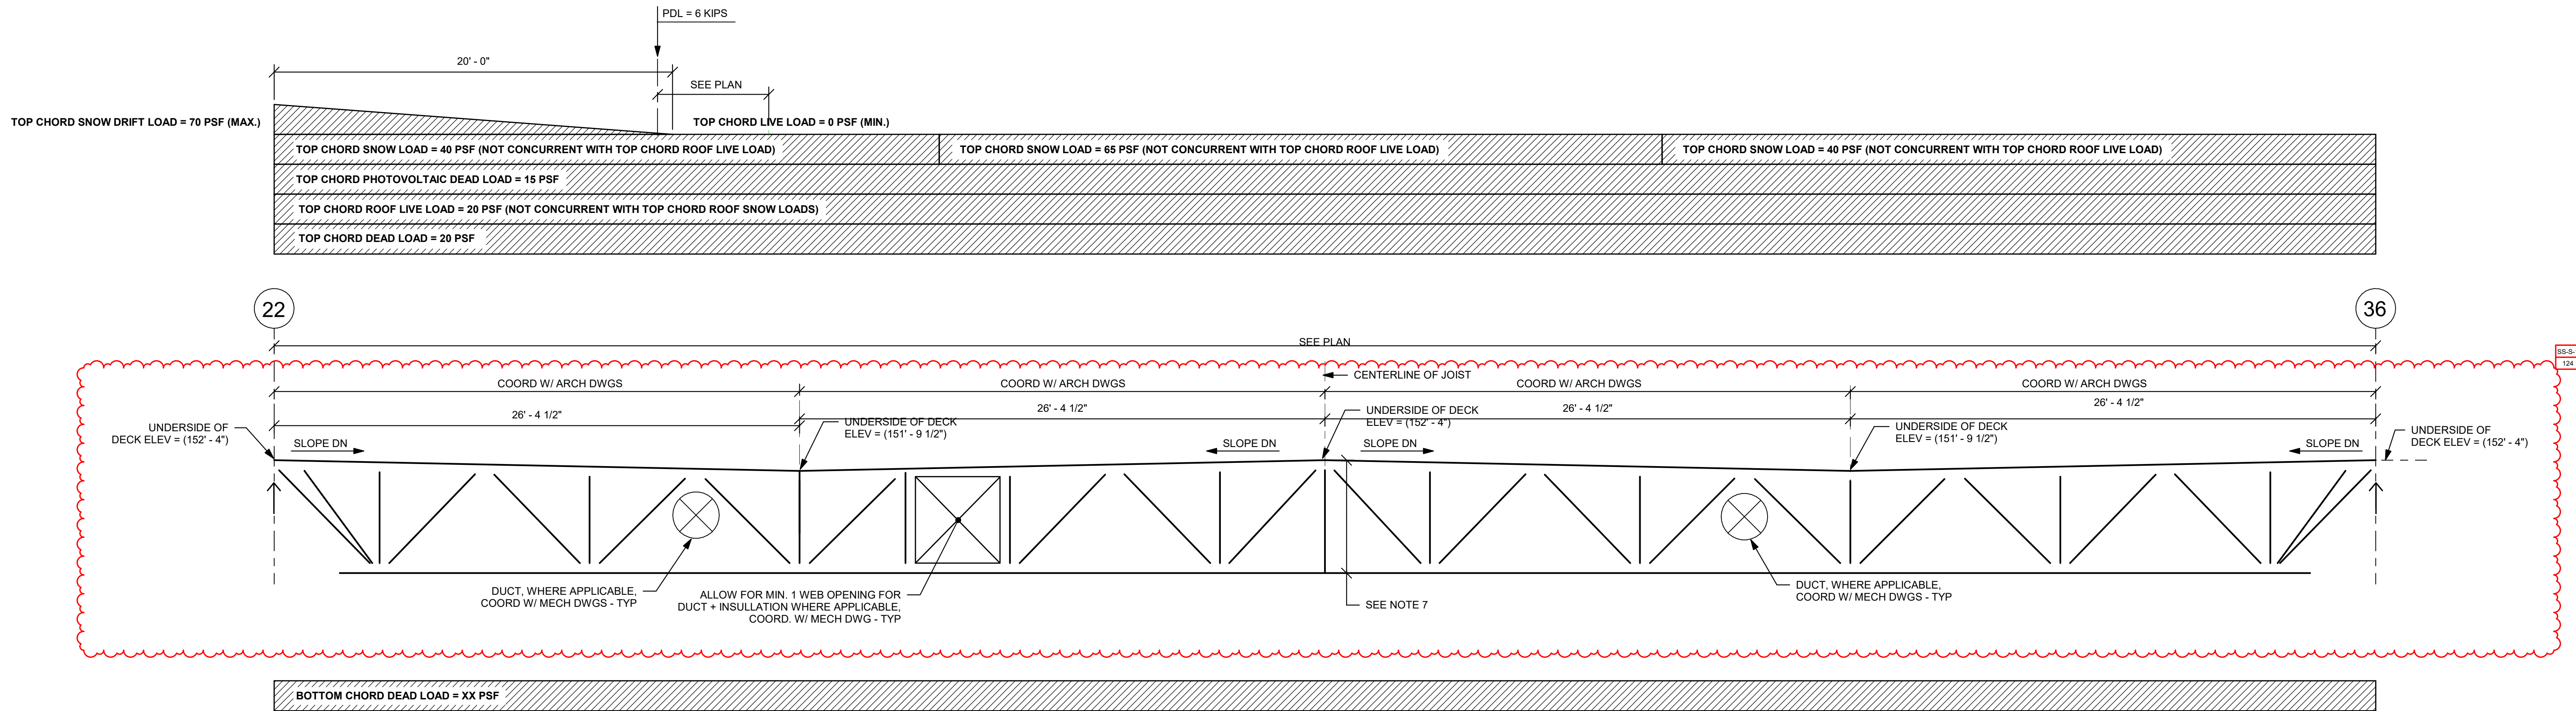 PDL = 6 KIPS
20' - 0"
SEE PLAN
TOP CHORD SNOW DRIFT LOAD = 70 PSF (MAX.)
TOP CHORD LIVE LOAD = 0 PSF (MIN.)
TOP CHORD SNOW LOAD = 40 PSF (NOT CONCURRENT WITH TOP CHORD ROOF LIVE LOAD)
TOP CHORD SNOW LOAD = 65 PSF (NOT CONCURRENT WITH TOP CHORD ROOF LIVE LOAD)
TOP CHORD SNOW LOAD = 40 PSF (NOT CONCURRENT WITH TOP CHORD ROOF LIVE LOAD)
TOP CHORD PHOTOVOLTAIC DEAD LOAD = 15 PSF
TOP CHORD ROOF LIVE LOAD = 20 PSF (NOT CONCURRENT WITH TOP CHORD ROOF SNOW LOADS)
TOP CHORD DEAD LOAD = 20 PSF
22
36
SEE PLAN
SS-S-
124
CENTERLINE OF JOIST
COORD W/ ARCH DWGS
COORD W/ ARCH DWGS
COORD W/ ARCH DWGS
COORD W/ ARCH DWGS
26' - 4 1/2"
26' - 4 1/2"
26' - 4 1/2"
26' - 4 1/2"
UNDERSIDE OF
DECK ELEV = (152' - 4")
SLOPE DN
UNDERSIDE OF DECK
ELEV = (151' - 9 1/2")
SLOPE DN
UNDERSIDE OF DECK
ELEV = (152' - 4")
SLOPE DN
UNDERSIDE OF DECK
ELEV = (151' - 9 1/2")
SLOPE DN
UNDERSIDE OF
DECK ELEV = (152' - 4")
DUCT, WHERE APPLICABLE,
COORD W/ MECH DWGS - TYP
ALLOW FOR MIN. 1 WEB OPENING FOR
DUCT + INSULLATION WHERE APPLICABLE,
COORD. W/ MECH DWG - TYP
SEE NOTE 7
DUCT, WHERE APPLICABLE,
COORD W/ MECH DWGS - TYP
BOTTOM CHORD DEAD LOAD = XX PSF